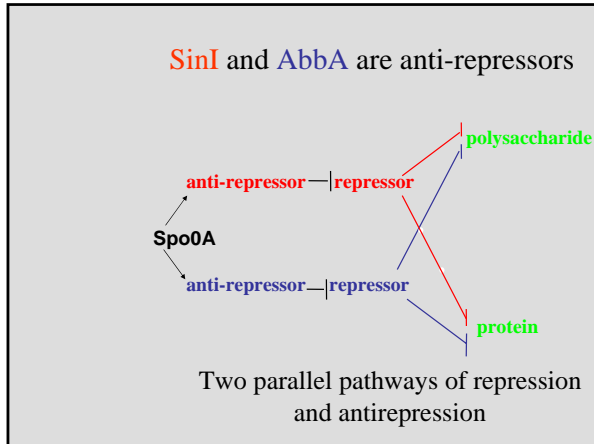 SinI and AbbA are anti-repressors
polysaccharide
anti-repressor repressor
Spo0A
anti-repressor repressor
protein
Two parallel pathways of repression
and antirepression